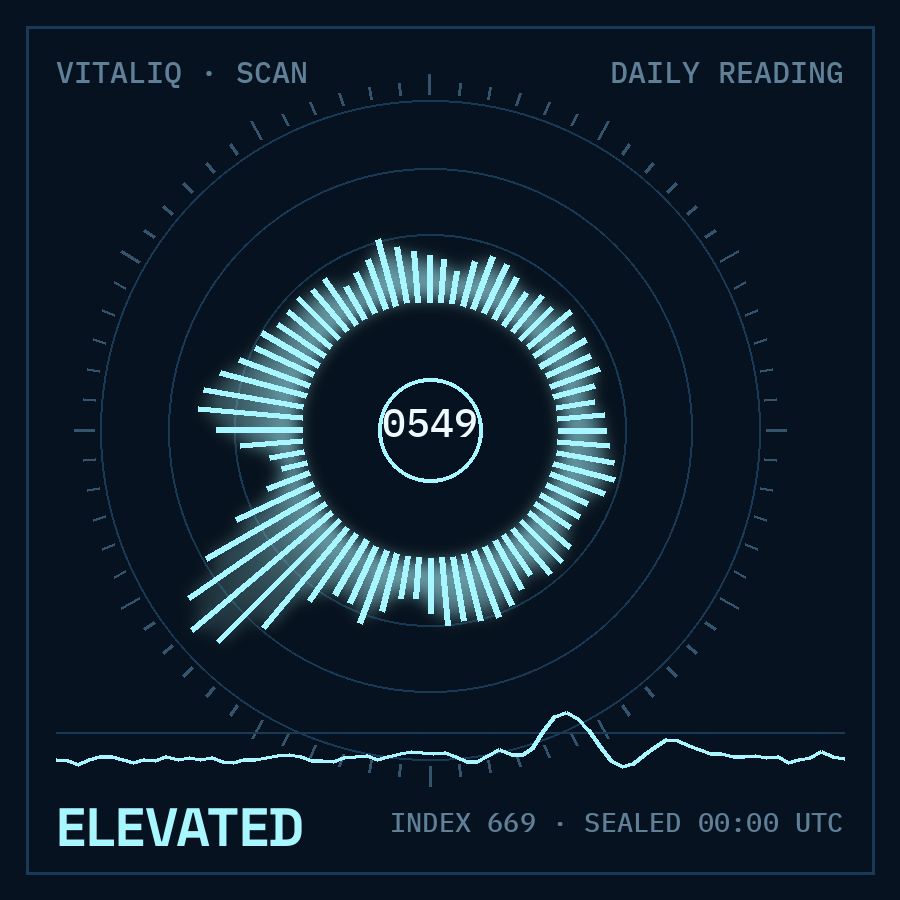 VITALIQ · SCAN
DAILY READING
0549
ELEVATED
INDEX 669 · SEALED 00:00 UTC